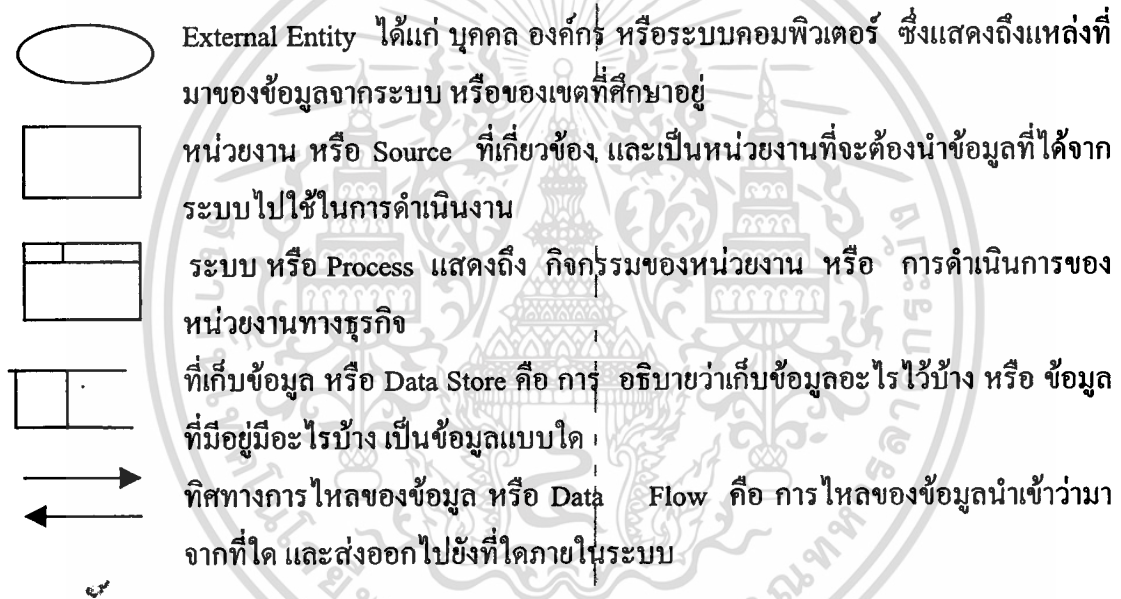 External Entity ได้แก่ บุคคล องค์กร หรือระบบคอมพิวเตอร์ ซึ่งแสดงถึงแหล่งที่
มาของข้อมูลจากระบบ หรือของเขตที่ศึกษาอยู่
หน่วยงาน หรือ Source ที่เกี่ยวข้อง และเป็นหน่วยงานที่จะต้องนำข้อมูลที่ได้จาก
ระบบไปใช้ในการดำเนินงาน
ระบบ หรือ Process แสดงถึง กิจกรรมของหน่วยงาน หรือ การดำเนินการของ
หน่วยงานทางธุรกิจ
ที่เก็บข้อมูล หรือ Data Store คือ การ อธิบายว่าเก็บข้อมูลอะไรไว้บ้าง หรือ ข้อมูล
ที่มีอยู่มีอะไรบ้าง เป็นข้อมูลแบบใด
ทิศทางการไหลของข้อมูล หรือ Data Flow คือ การไหลของข้อมูลนำเข้าว่ามา
จากที่ใด และส่งออกไปยังที่ใดภายในระบบ